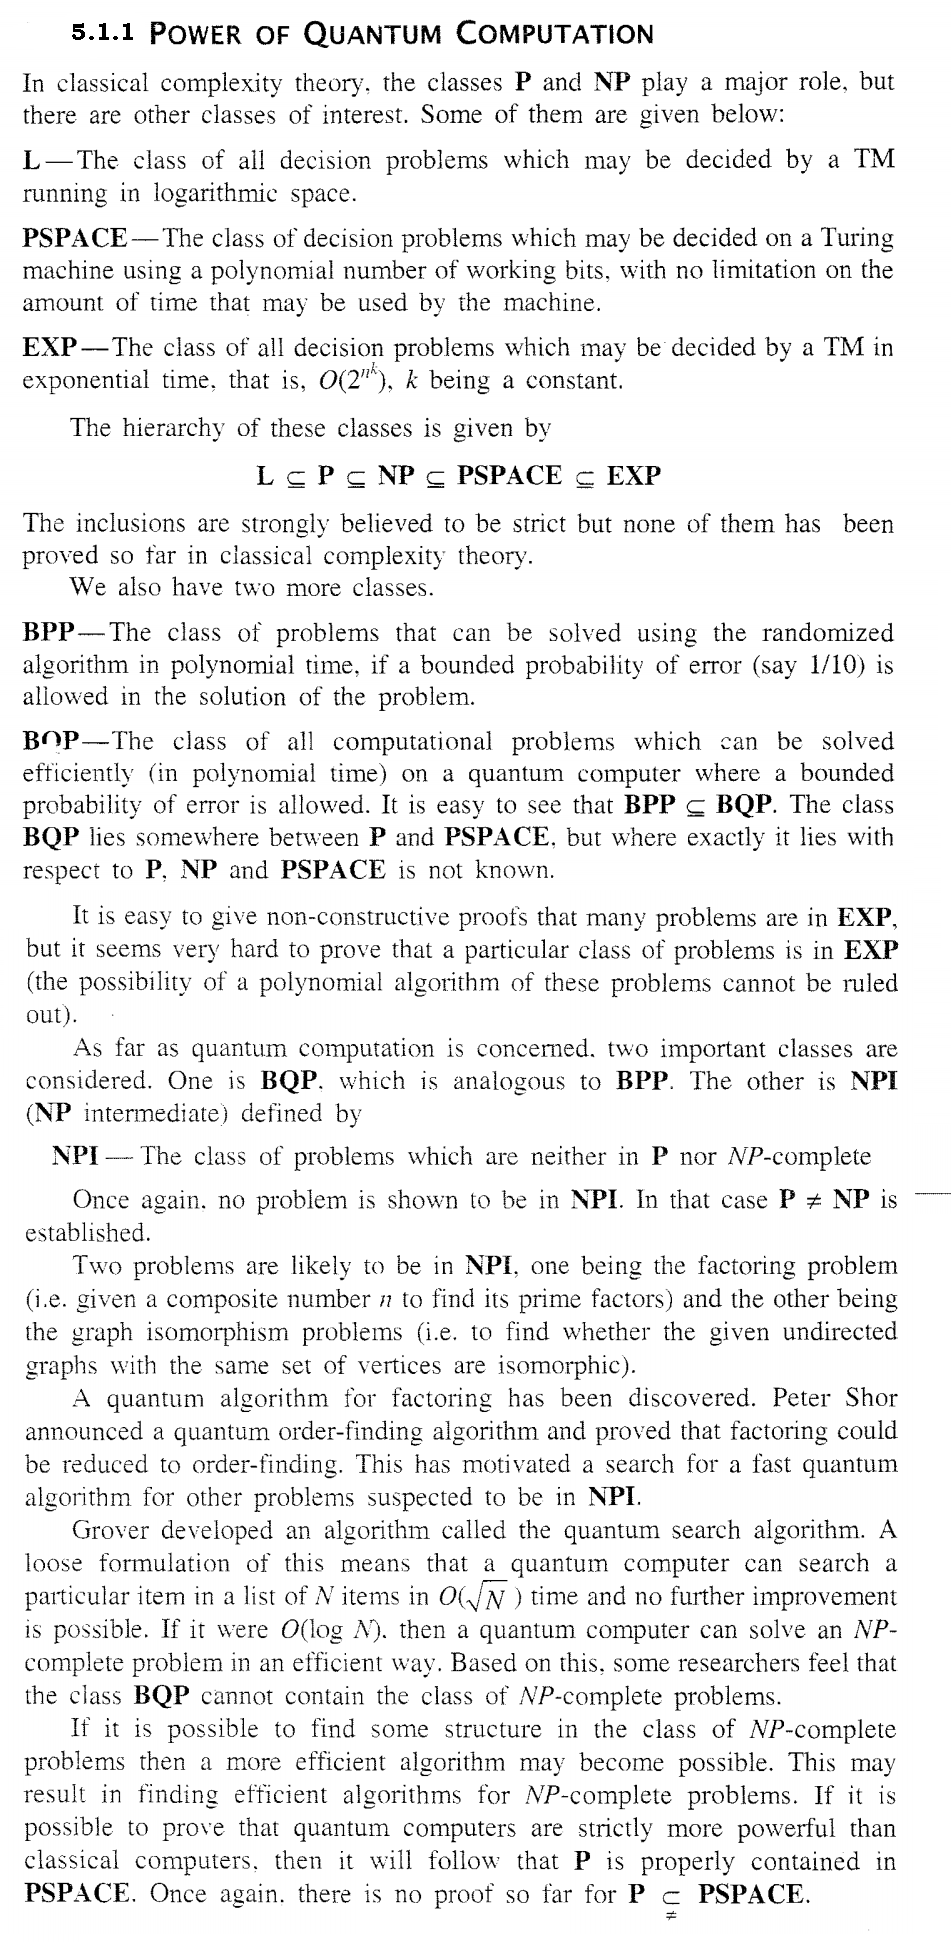 5.1.1 POWER OF QUANTUM COMPUTATION
In classical complexity theory, the classes P and NP play a major role, but
there are other classes of interest. Some of them are given below:
L—The class of all decision problems which may be decided by a TM
running in logarithmic space.
PSPACE—The class of decision problems which may be decided on a Turing
machine using a polynomial number of working bits, with no limitation on the
amount of time that may be used by the machine.
EXP—The class of all decision problems which may be decided by a TM in
exponential time, that is, O(2^{n^k}), k being a constant.
The hierarchy of these classes is given by
L ⊆ P ⊆ NP ⊆ PSPACE ⊆ EXP
The inclusions are strongly believed to be strict but none of them has been
proved so far in classical complexity theory.
We also have two more classes.
BPP—The class of problems that can be solved using the randomized
algorithm in polynomial time, if a bounded probability of error (say 1/10) is
allowed in the solution of the problem.
BQP—The class of all computational problems which can be solved
efficiently (in polynomial time) on a quantum computer where a bounded
probability of error is allowed. It is easy to see that BPP ⊆ BQP. The class
BQP lies somewhere between P and PSPACE, but where exactly it lies with
respect to P, NP and PSPACE is not known.
It is easy to give non-constructive proofs that many problems are in EXP,
but it seems very hard to prove that a particular class of problems is in EXP
(the possibility of a polynomial algorithm of these problems cannot be ruled
out).
As far as quantum computation is concerned, two important classes are
considered. One is BQP, which is analogous to BPP. The other is NPI
(NP intermediate) defined by
NPI — The class of problems which are neither in P nor NP-complete
Once again, no problem is shown to be in NPI. In that case P ≠ NP is
established.
Two problems are likely to be in NPI, one being the factoring problem
(i.e. given a composite number n to find its prime factors) and the other being
the graph isomorphism problems (i.e. to find whether the given undirected
graphs with the same set of vertices are isomorphic).
A quantum algorithm for factoring has been discovered. Peter Shor
announced a quantum order-finding algorithm and proved that factoring could
be reduced to order-finding. This has motivated a search for a fast quantum
algorithm for other problems suspected to be in NPI.
Grover developed an algorithm called the quantum search algorithm. A
loose formulation of this means that a quantum computer can search a
particular item in a list of N items in O(√N) time and no further improvement
is possible. If it were O(log N), then a quantum computer can solve an NP-
complete problem in an efficient way. Based on this, some researchers feel that
the class BQP cannot contain the class of NP-complete problems.
If it is possible to find some structure in the class of NP-complete
problems then a more efficient algorithm may become possible. This may
result in finding efficient algorithms for NP-complete problems. If it is
possible to prove that quantum computers are strictly more powerful than
classical computers, then it will follow that P is properly contained in
PSPACE. Once again, there is no proof so far for P ⊊ PSPACE.